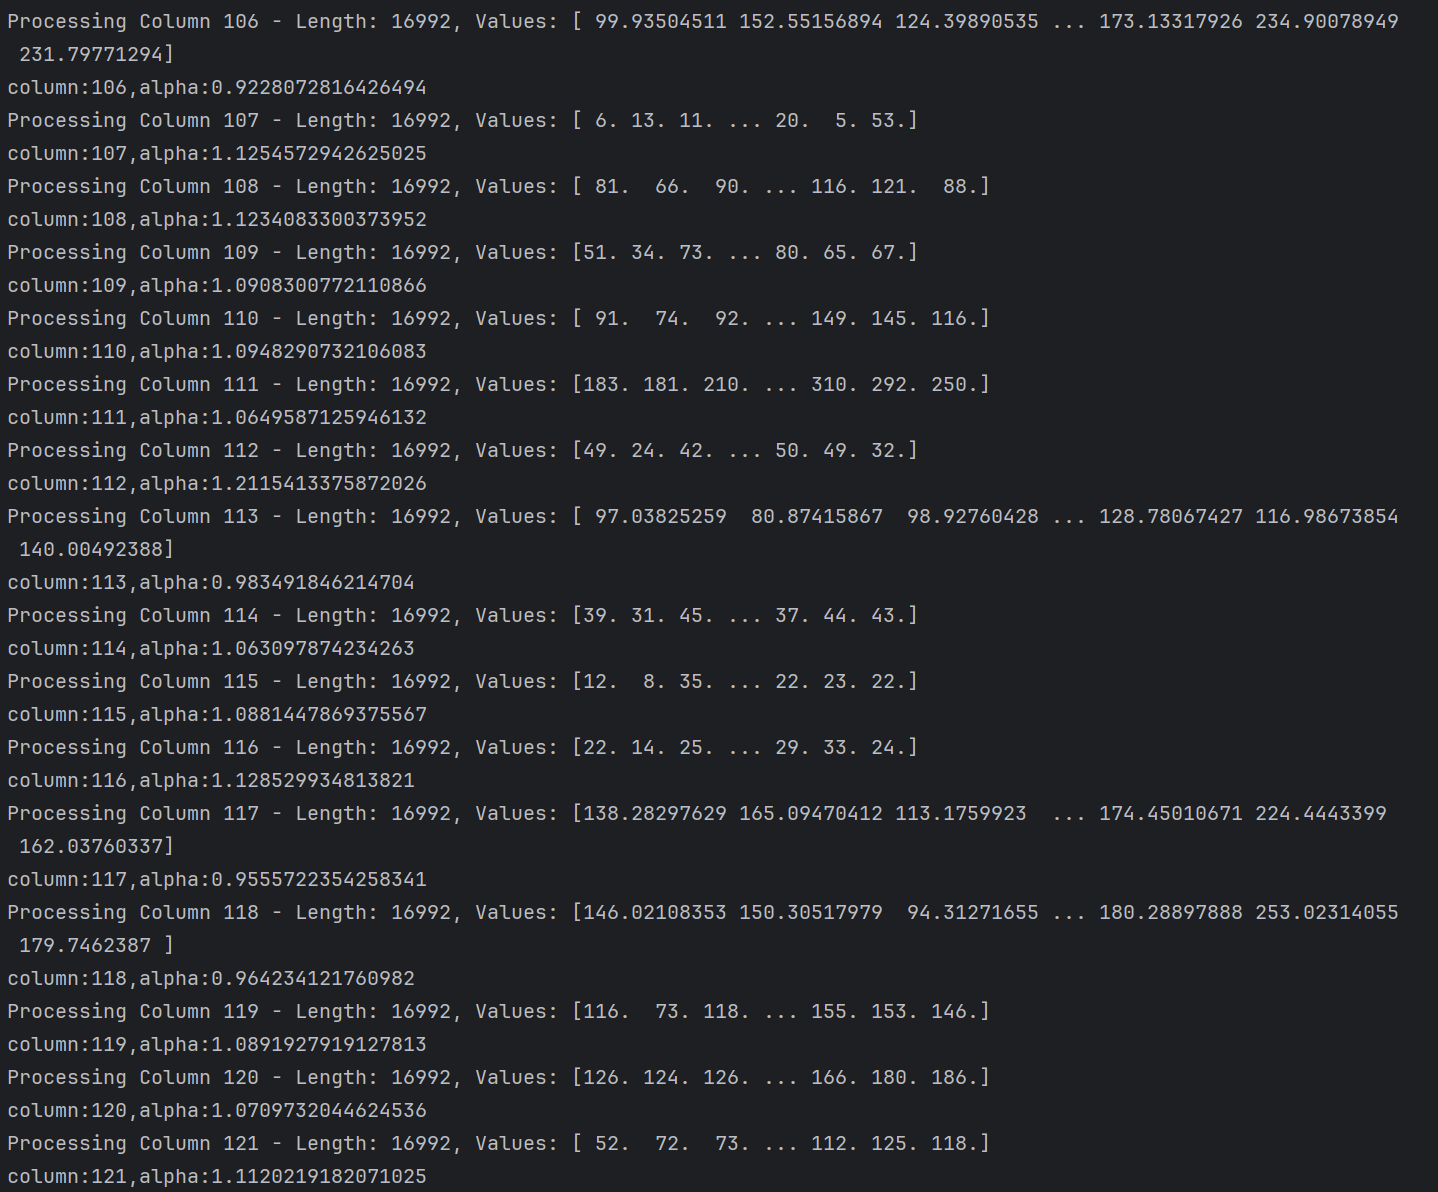 Processing Column 106 - Length: 16992, Values: [ 99.93504511 152.55156894 124.39890535 ... 173.13317926 234.90078949
 231.79771294]
column:106,alpha:0.9228072816426494
Processing Column 107 - Length: 16992, Values: [ 6. 13. 11. ... 20.  5. 53.]
column:107,alpha:1.1254572942625025
Processing Column 108 - Length: 16992, Values: [ 81.  66.  90. ... 116. 121.  88.]
column:108,alpha:1.1234083300373952
Processing Column 109 - Length: 16992, Values: [51. 34. 73. ... 80. 65. 67.]
column:109,alpha:1.0908300772110866
Processing Column 110 - Length: 16992, Values: [ 91.  74.  92. ... 149. 145. 116.]
column:110,alpha:1.0948290732106083
Processing Column 111 - Length: 16992, Values: [183. 181. 210. ... 310. 292. 250.]
column:111,alpha:1.0649587125946132
Processing Column 112 - Length: 16992, Values: [49. 24. 42. ... 50. 49. 32.]
column:112,alpha:1.2115413375872026
Processing Column 113 - Length: 16992, Values: [ 97.03825259  80.87415867  98.92760428 ... 128.78067427 116.98673854
 140.00492388]
column:113,alpha:0.983491846214704
Processing Column 114 - Length: 16992, Values: [39. 31. 45. ... 37. 44. 43.]
column:114,alpha:1.063097874234263
Processing Column 115 - Length: 16992, Values: [12.  8. 35. ... 22. 23. 22.]
column:115,alpha:1.0881447869375567
Processing Column 116 - Length: 16992, Values: [22. 14. 25. ... 29. 33. 24.]
column:116,alpha:1.128529934813821
Processing Column 117 - Length: 16992, Values: [138.28297629 165.09470412 113.1759923  ... 174.45010671 224.4443399
 162.03760337]
column:117,alpha:0.9555722354258341
Processing Column 118 - Length: 16992, Values: [146.02108353 150.30517979  94.31271655 ... 180.28897888 253.02314055
 179.7462387 ]
column:118,alpha:0.964234121760982
Processing Column 119 - Length: 16992, Values: [116.  73. 118. ... 155. 153. 146.]
column:119,alpha:1.0891927919127813
Processing Column 120 - Length: 16992, Values: [126. 124. 126. ... 166. 180. 186.]
column:120,alpha:1.0709732044624536
Processing Column 121 - Length: 16992, Values: [ 52.  72.  73. ... 112. 125. 118.]
column:121,alpha:1.1120219182071025